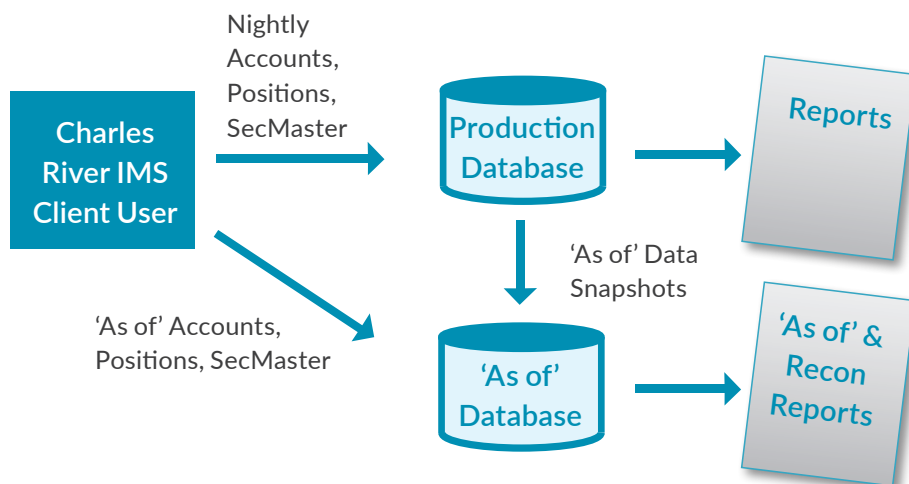 Nightly
Accounts,
Positions,
SecMaster
Charles
River IMS
Client User
Production
Database
Reports
‘As of’ Data
Snapshots
‘As of’ Accounts,
Positions, SecMaster
‘As of’
Database
‘As of’ &
Recon
Reports